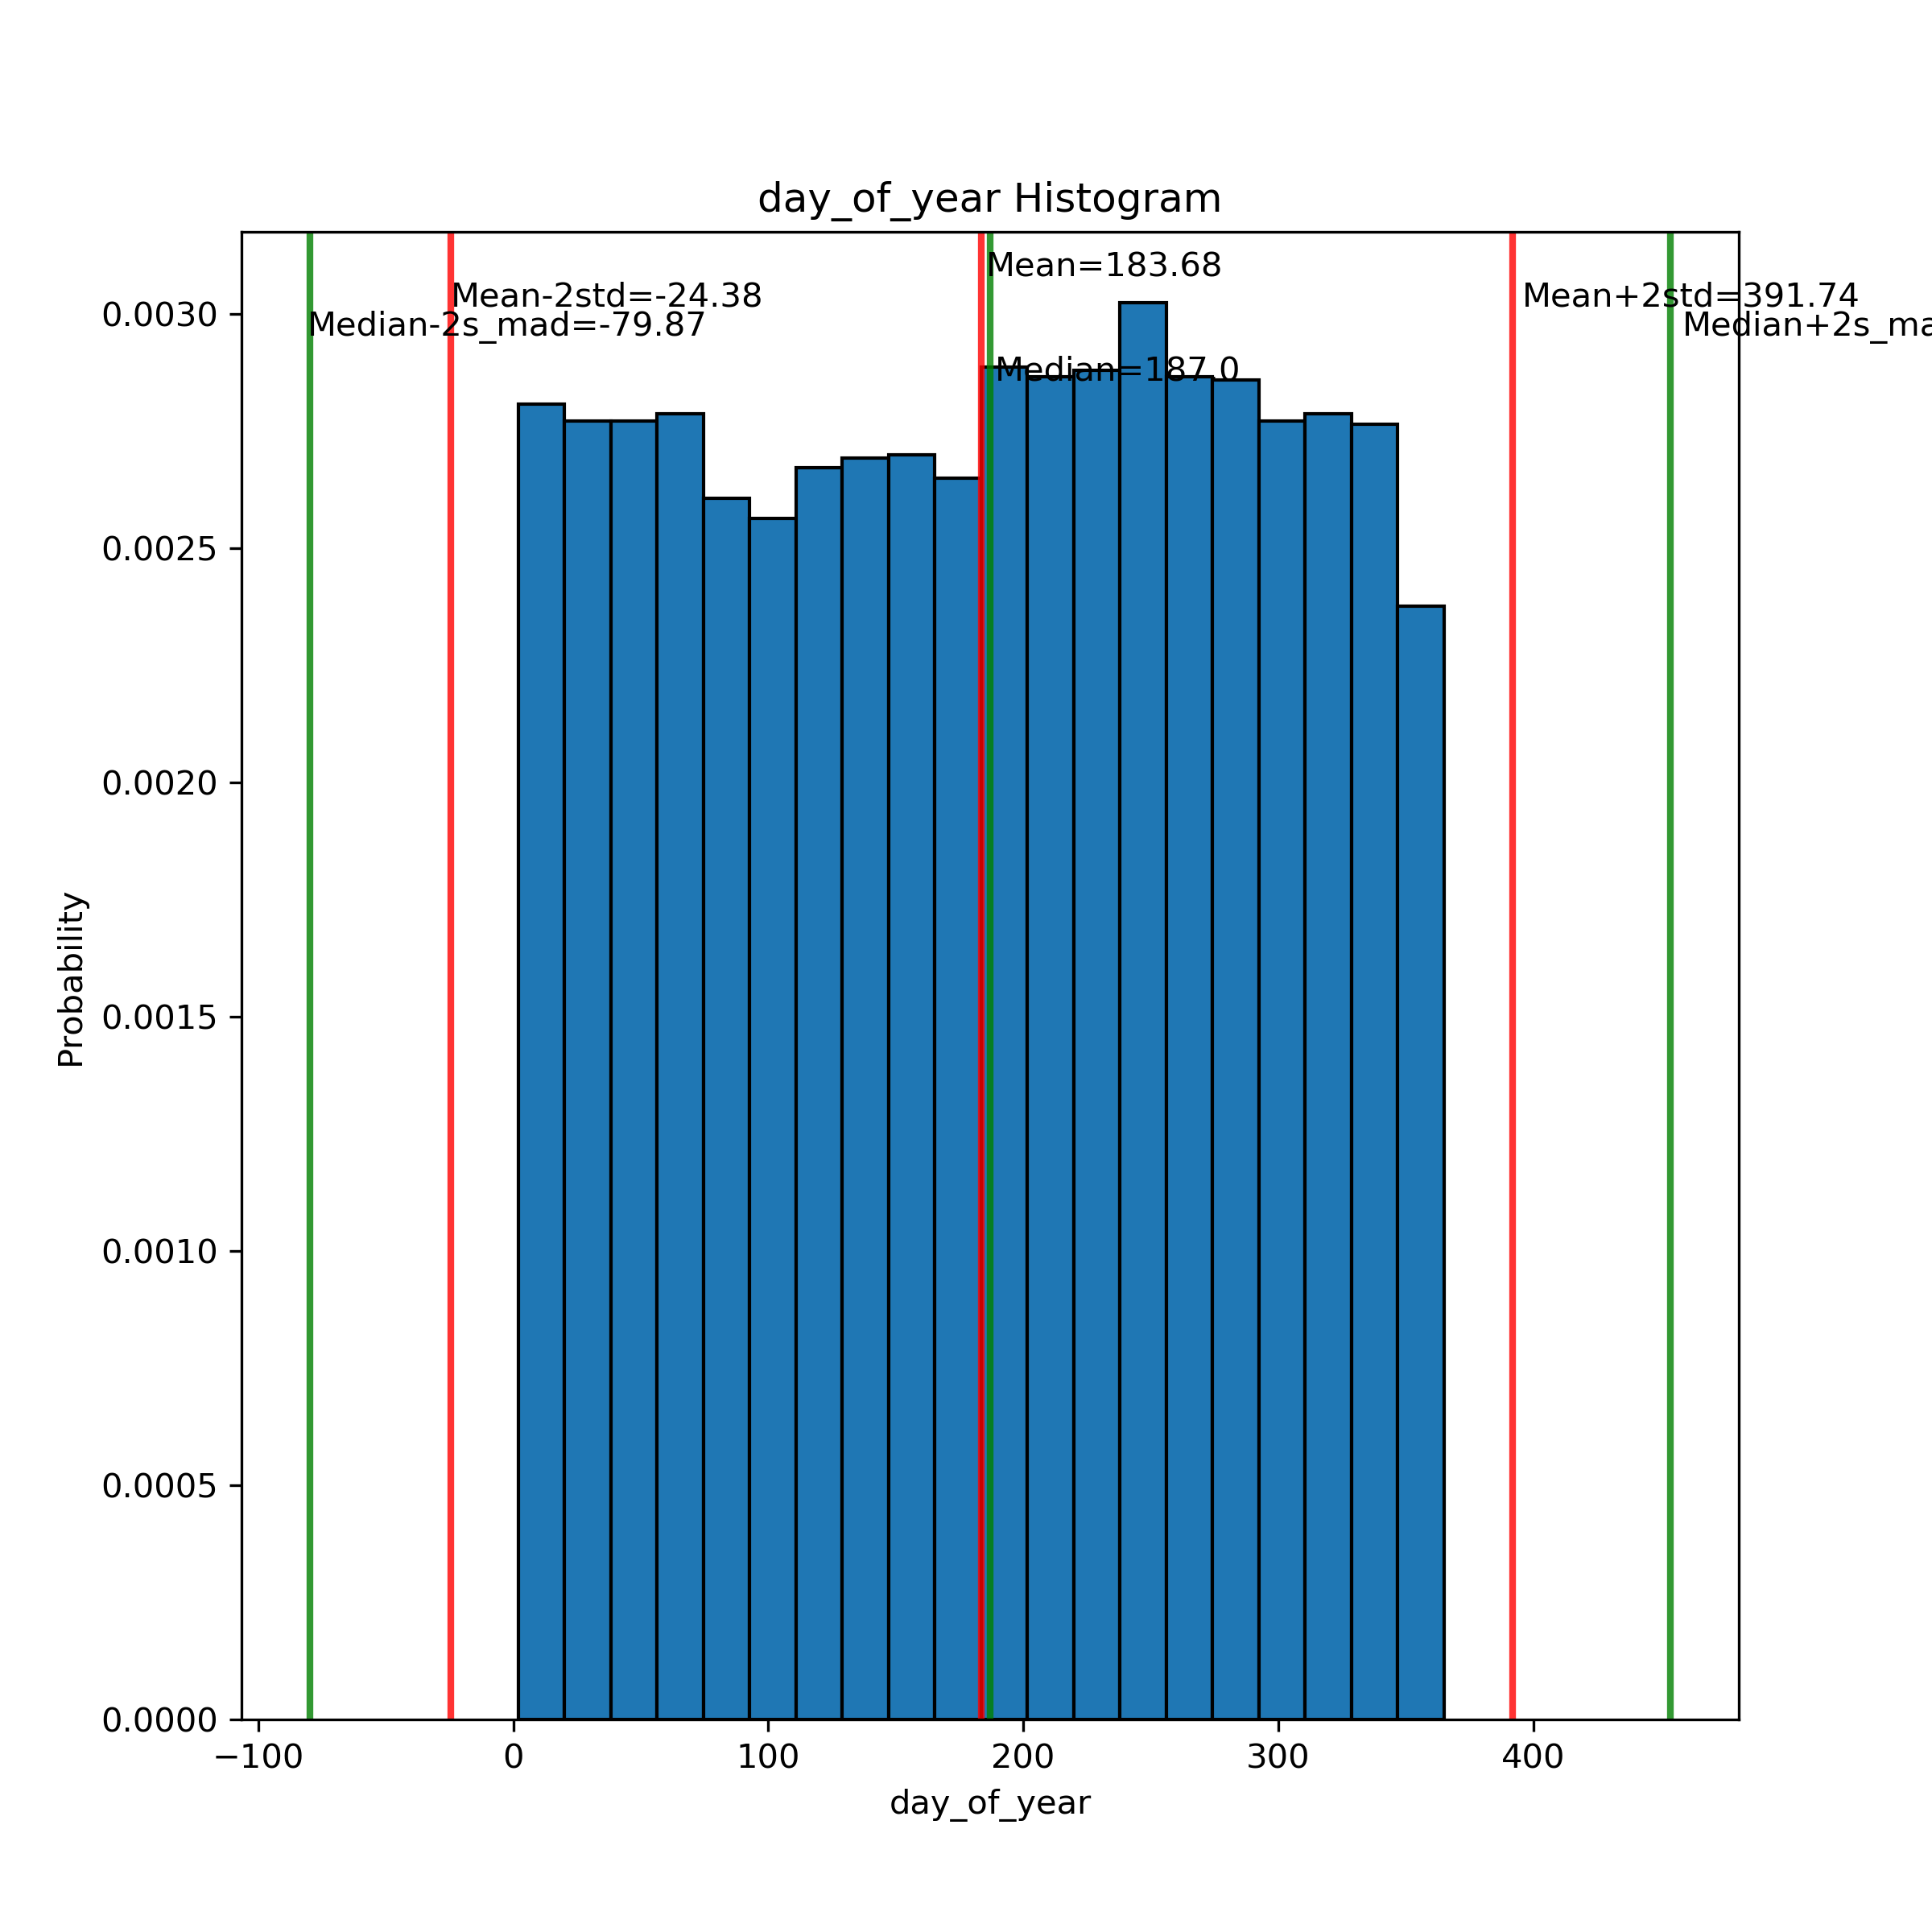 day_of_year Histogram
Mean=183.68
Mean-2std=-24.38
Mean+2std=391.74
Median-2s_mad=-79.87
Median+2s_ma
Median=187.0
0.0030
0.0025
0.0020
0.0015
0.0010
0.0005
0.0000
Probability
−100 0 100 200 300 400
day_of_year